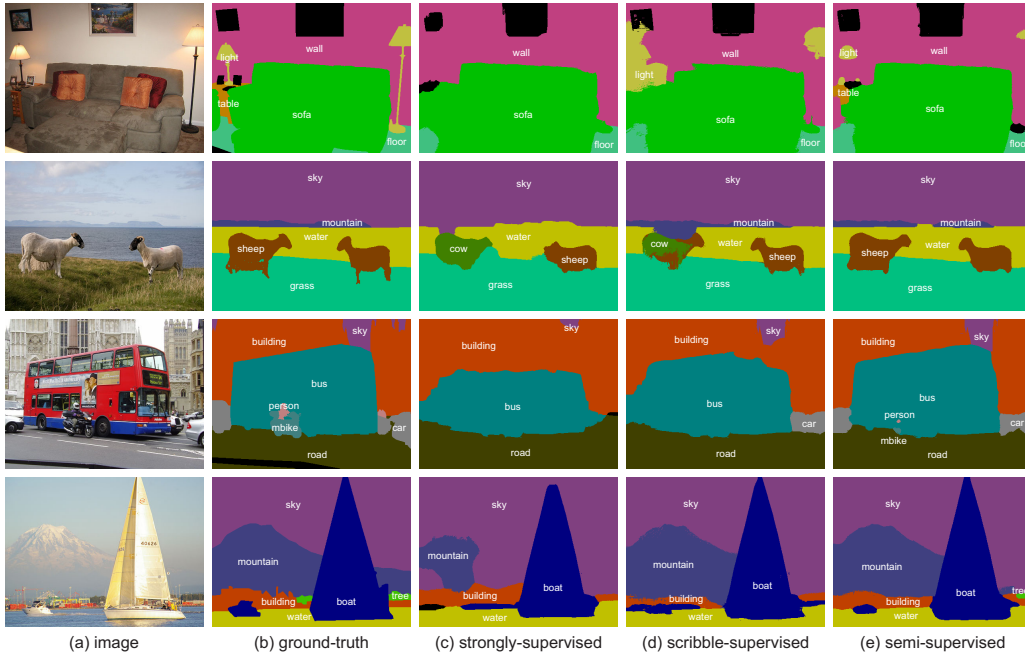 wall
light
table
sofa
floor
wall
sofa
floor
wall
light
sofa
floor
wall
light
table
sofa
floor
sky
mountain
water
sheep
grass
sky
water
cow
sheep
grass
sky
mountain
cow
water
sheep
grass
sky
mountain
water
sheep
grass
sky
building
bus
person
mbike
car
road
sky
building
bus
road
sky
building
bus
car
road
sky
building
bus
person
car
mbike
road
sky
mountain
building
boat
tree
water
sky
mountain
building
boat
water
sky
mountain
building
boat
water
sky
mountain
building
boat
tree
water
(a) image
(b) ground-truth
(c) strongly-supervised
(d) scribble-supervised
(e) semi-supervised